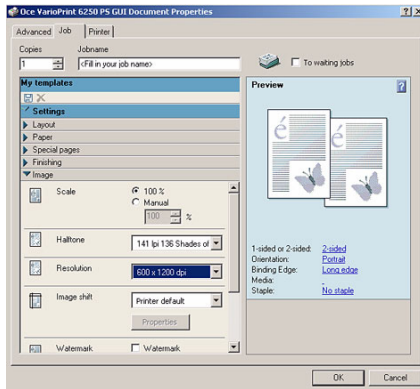 Oce VarioPrint 6250 PS GUI Document Properties
Advanced Job Printer
Copies Jobname
1 <Fill in your job name> To waiting jobs
My templates
Settings
Layout
Paper
Special pages
Finishing
Image
Scale 100 %
Manual
100 %
Halftone 141 lpi 136 Shades of
Resolution 600 x 1200 dpi
Image shift Printer default
Properties
Watermark Watermark
Preview ?
é é
1-sided or 2-sided: 2-sided
Orientation: Portrait
Binding Edge: Long edge
Media: -
Staple: No staple
OK Cancel